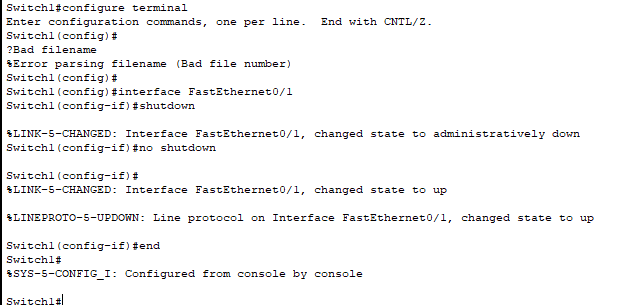 Switch1#configure terminal
Enter configuration commands, one per line.  End with CNTL/Z.
Switch1(config)#
?Bad filename
%Error parsing filename (Bad file number)
Switch1(config)#
Switch1(config)#interface FastEthernet0/1
Switch1(config-if)#shutdown
%LINK-5-CHANGED: Interface FastEthernet0/1, changed state to administratively down
Switch1(config-if)#no shutdown
Switch1(config-if)#
%LINK-5-CHANGED: Interface FastEthernet0/1, changed state to up
%LINEPROTO-5-UPDOWN: Line protocol on Interface FastEthernet0/1, changed state to up
Switch1(config-if)#end
Switch1#
%SYS-5-CONFIG_I: Configured from console by console
Switch1#